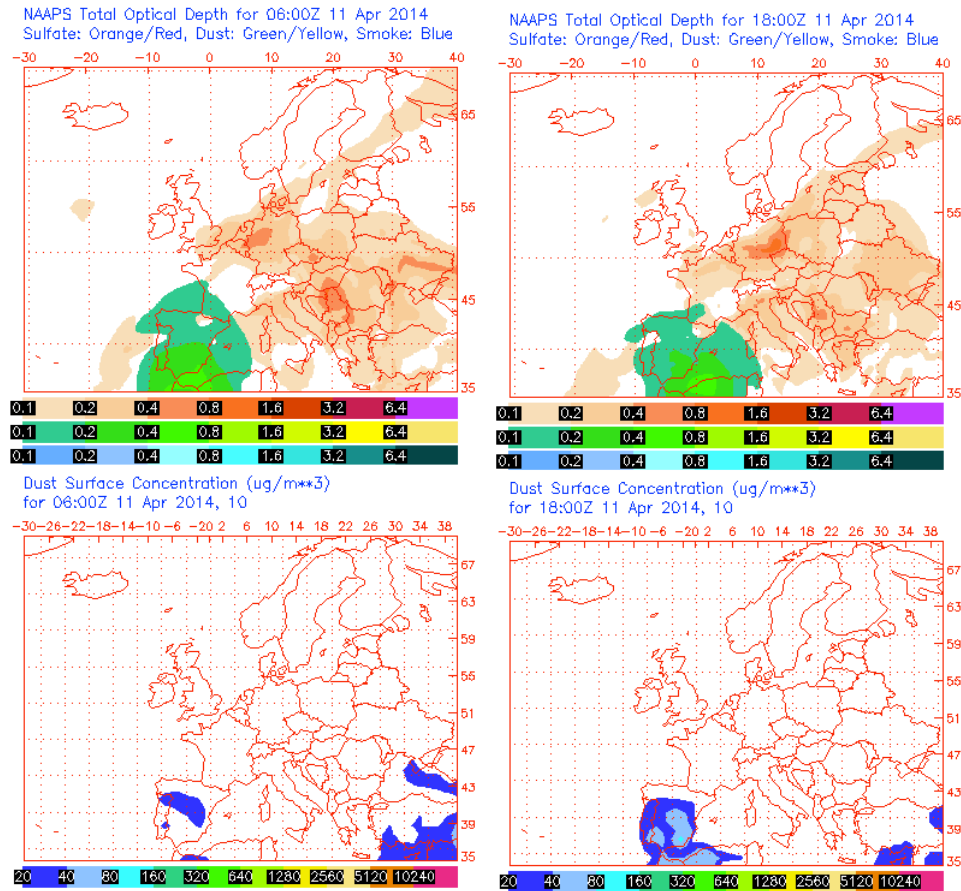 NAAPS Total Optical Depth for 06:00Z 11 Apr 2014
Sulfate: Orange/Red, Dust: Green/Yellow, Smoke: Blue
-30 -20 -10 0 10 20 30 40
65
55
45
35
0.1 0.2 0.4 0.8 1.6 3.2 6.4
0.1 0.2 0.4 0.8 1.6 3.2 6.4
0.1 0.2 0.4 0.8 1.6 3.2 6.4
NAAPS Total Optical Depth for 18:00Z 11 Apr 2014
Sulfate: Orange/Red, Dust: Green/Yellow, Smoke: Blue
-30 -20 -10 0 10 20 30 40
65
55
45
35
0.1 0.2 0.4 0.8 1.6 3.2 6.4
0.1 0.2 0.4 0.8 1.6 3.2 6.4
0.1 0.2 0.4 0.8 1.6 3.2 6.4
Dust Surface Concentration (ug/m**3)
for 06:00Z 11 Apr 2014, 10
-30-26-22-18-14-10-6 -20 2 6 10 14 18 22 26 30 34 38
67
63
59
55
51
47
43
39
35
20 40 80 160 320 640 1280 2560 5120 10240
Dust Surface Concentration (ug/m**3)
for 18:00Z 11 Apr 2014, 10
-30-26-22-18-14-10-6 -20 2 6 10 14 18 22 26 30 34 38
67
63
59
55
51
47
43
39
35
20 40 80 160 320 640 1280 2560 5120 10240